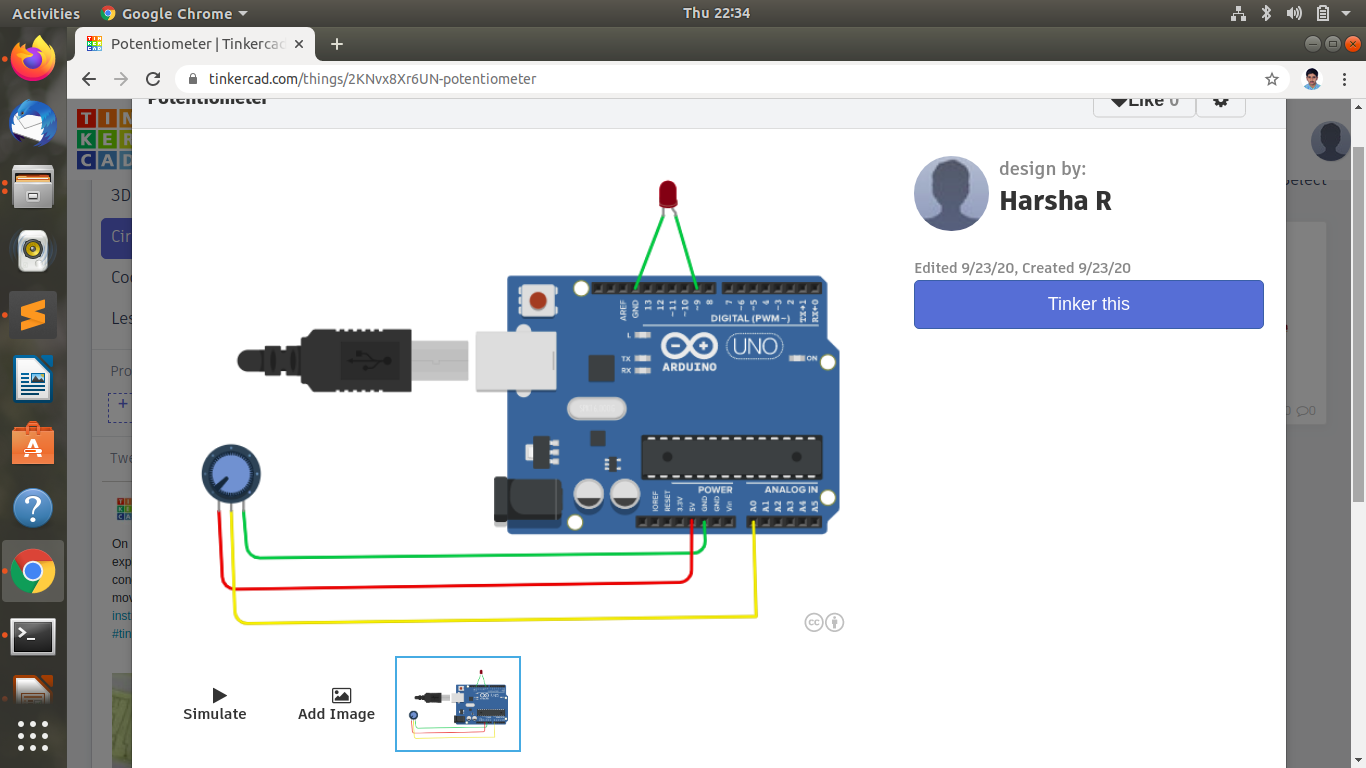 Activities
Google Chrome
Thu 22:34
Potentiometer | Tinkercad
tinkercad.com/things/2KNvx8Xr6UN-potentiometer
Potentiometer
Like 0
TIN
KER
CAD
3D
Cir
Coc
Les
Pro
+
Twe
On
exp
con
mov
inst
#tin
design by:
Harsha R
Edited 9/23/20, Created 9/23/20
Tinker this
Select
0
AREF
GND
13
12
~11
~10
~9
8
7
~6
~5
4
~3
2
TX→1
RX←0
DIGITAL (PWM~)
L
TX
RX
ARDUINO
UNO
ON
POWER
ANALOG IN
IOREF
RESET
3.3V
5V
GND
GND
Vin
A0
A1
A2
A3
A4
A5
cc
Simulate
Add Image